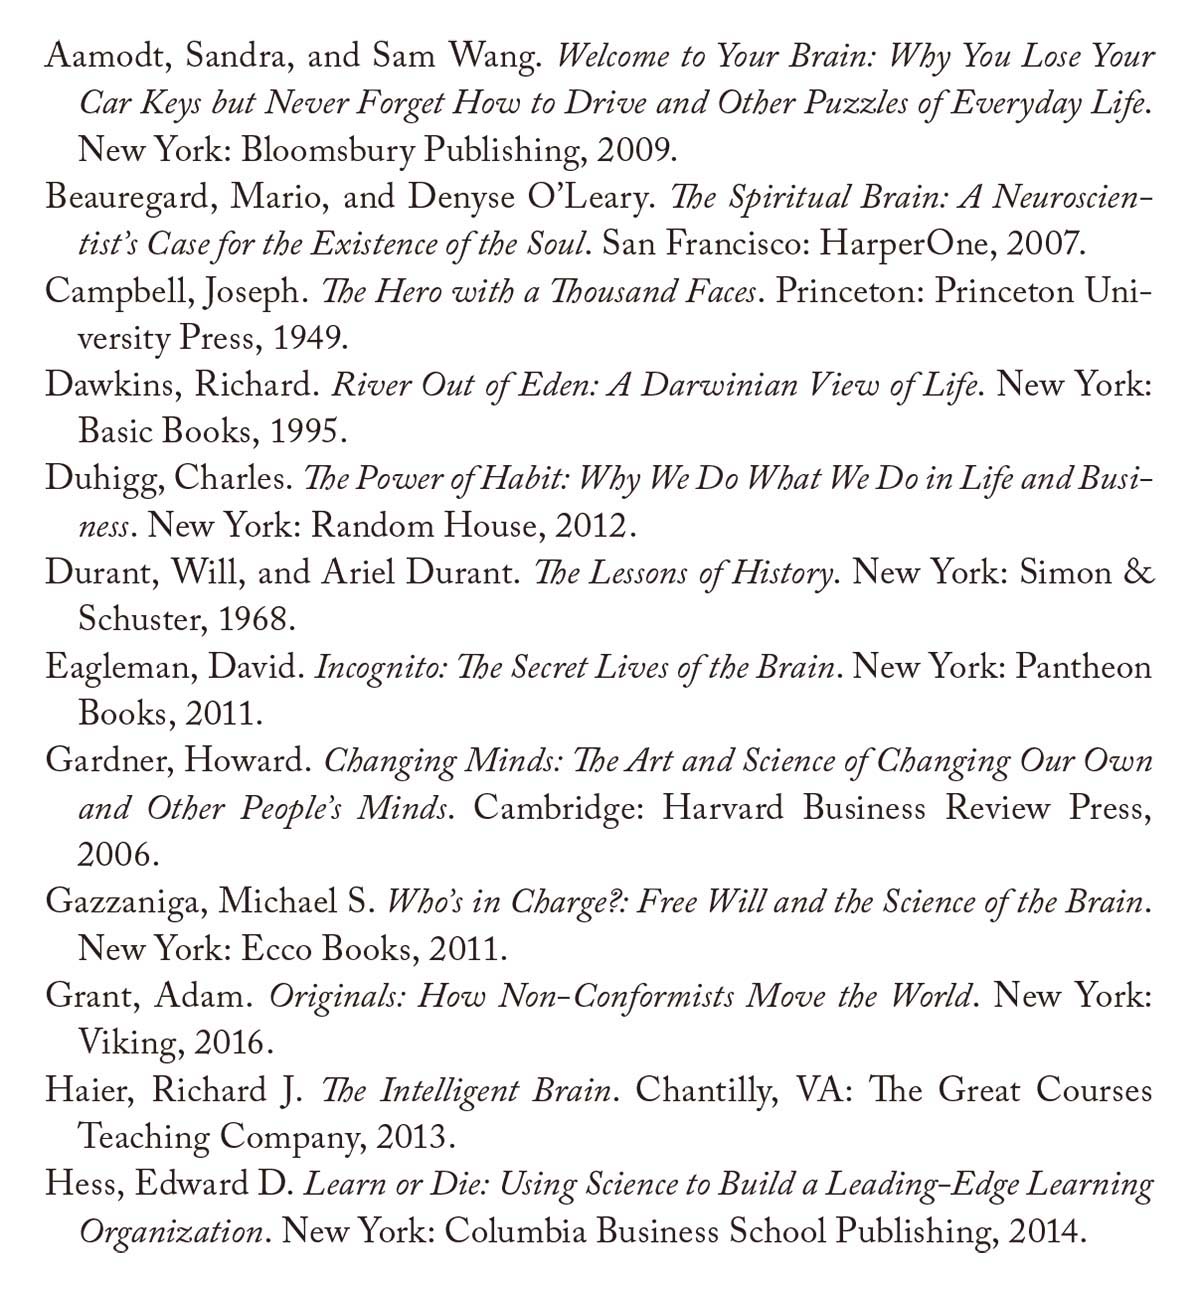 Aamodt, Sandra, and Sam Wang. Welcome to Your Brain: Why You Lose Your
Car Keys but Never Forget How to Drive and Other Puzzles of Everyday Life.
New York: Bloomsbury Publishing, 2009.
Beauregard, Mario, and Denyse O’Leary. The Spiritual Brain: A Neuroscien-
tist’s Case for the Existence of the Soul. San Francisco: HarperOne, 2007.
Campbell, Joseph. The Hero with a Thousand Faces. Princeton: Princeton Uni-
versity Press, 1949.
Dawkins, Richard. River Out of Eden: A Darwinian View of Life. New York:
Basic Books, 1995.
Duhigg, Charles. The Power of Habit: Why We Do What We Do in Life and Busi-
ness. New York: Random House, 2012.
Durant, Will, and Ariel Durant. The Lessons of History. New York: Simon &
Schuster, 1968.
Eagleman, David. Incognito: The Secret Lives of the Brain. New York: Pantheon
Books, 2011.
Gardner, Howard. Changing Minds: The Art and Science of Changing Our Own
and Other People’s Minds. Cambridge: Harvard Business Review Press,
2006.
Gazzaniga, Michael S. Who’s in Charge?: Free Will and the Science of the Brain.
New York: Ecco Books, 2011.
Grant, Adam. Originals: How Non-Conformists Move the World. New York:
Viking, 2016.
Haier, Richard J. The Intelligent Brain. Chantilly, VA: The Great Courses
Teaching Company, 2013.
Hess, Edward D. Learn or Die: Using Science to Build a Leading-Edge Learning
Organization. New York: Columbia Business School Publishing, 2014.